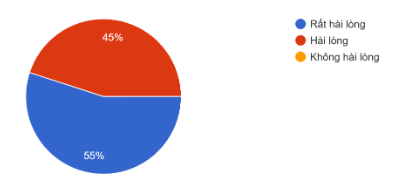 45%
55%
Rất hài lòng
Hài lòng
Không hài lòng